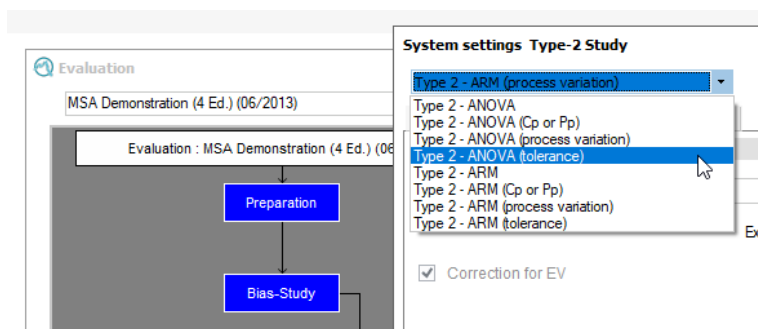 System settings Type-2 Study
Evaluation
Type 2 - ARM (process variation)
MSA Demonstration (4 Ed.) (06/2013)
Type 2 - ANOVA
Type 2 - ANOVA (Cp or Pp)
Type 2 - ANOVA (process variation)
Type 2 - ANOVA (tolerance)
Type 2 - ARM
Type 2 - ARM (Cp or Pp)
Type 2 - ARM (process variation)
Type 2 - ARM (tolerance)
Evaluation : MSA Demonstration (4 Ed.) (06
Preparation
Ex
Correction for EV
Bias-Study